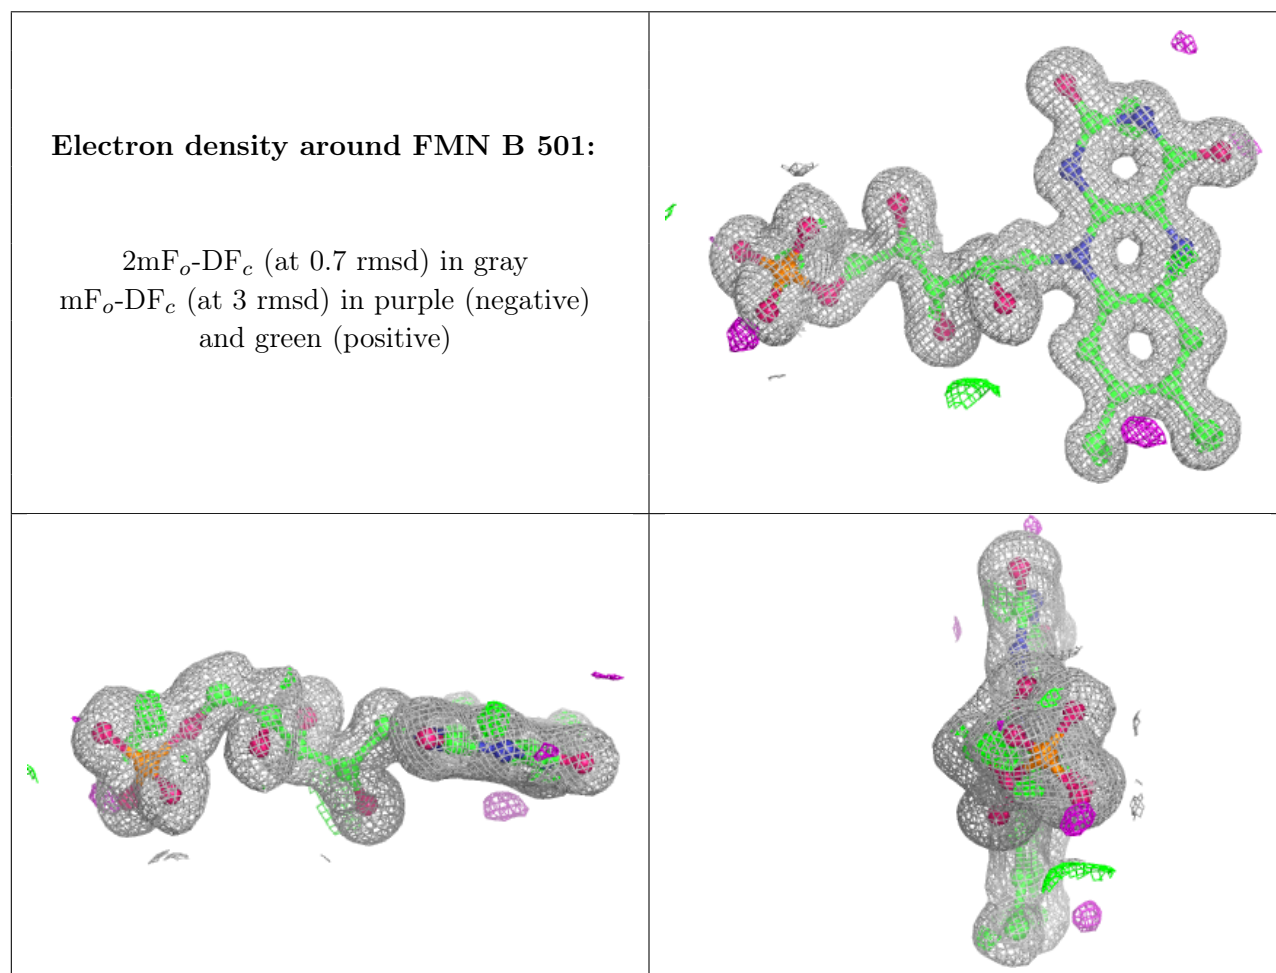 Electron density around FMN B 501:
2mFₒ-DF𝒸 (at 0.7 rmsd) in gray
mFₒ-DF𝒸 (at 3 rmsd) in purple (negative)
and green (positive)